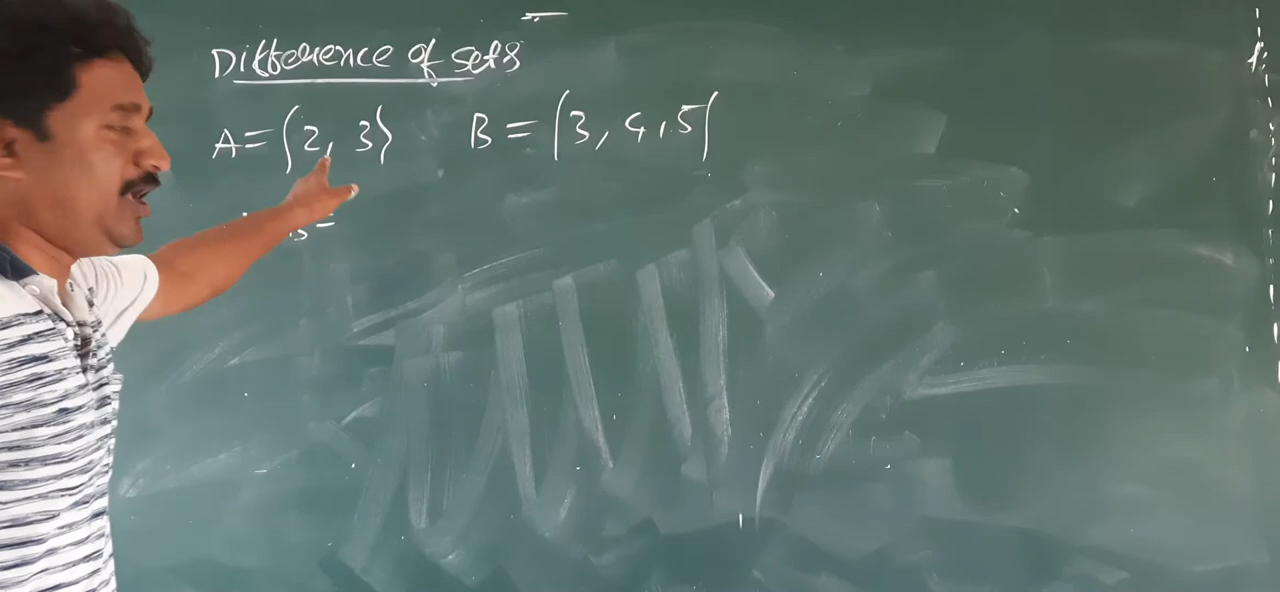 Difference of sets
A = {2, 3} B = {3, 4, 5}